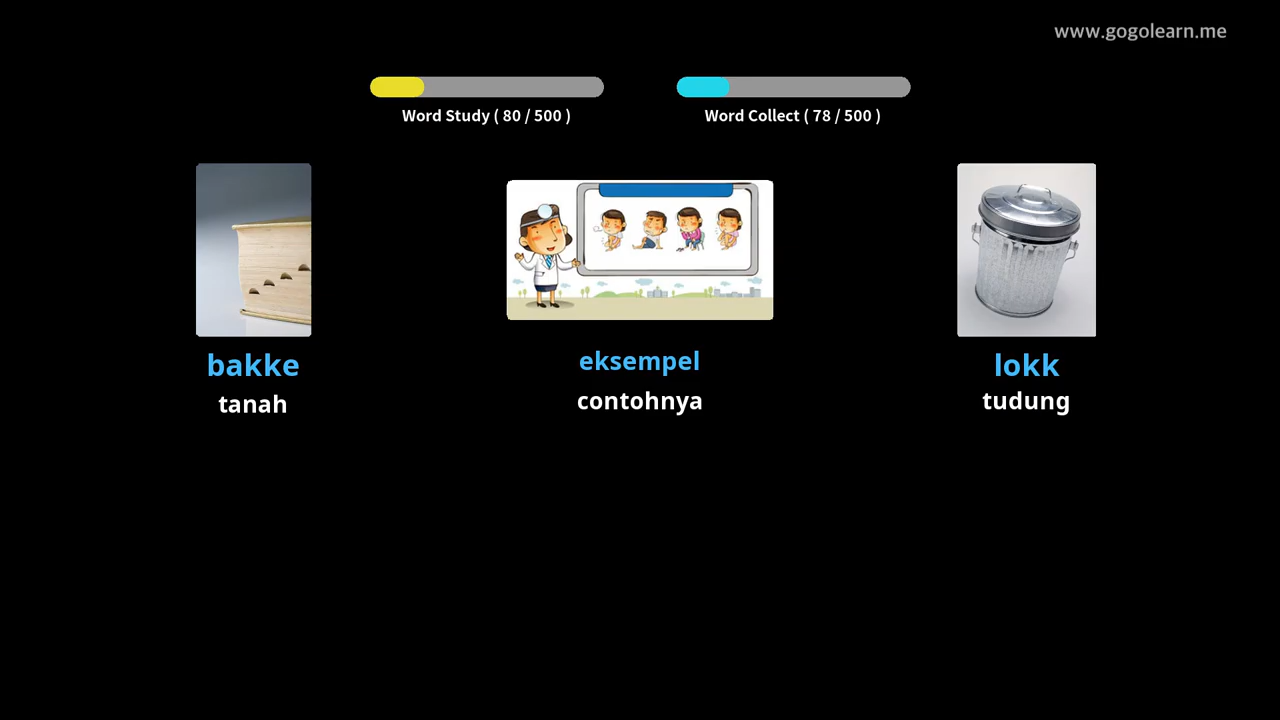 www.gogolearn.me
Word Study ( 80 / 500 )
Word Collect ( 78 / 500 )
bakke
tanah
eksempel
contohnya
lokk
tudung